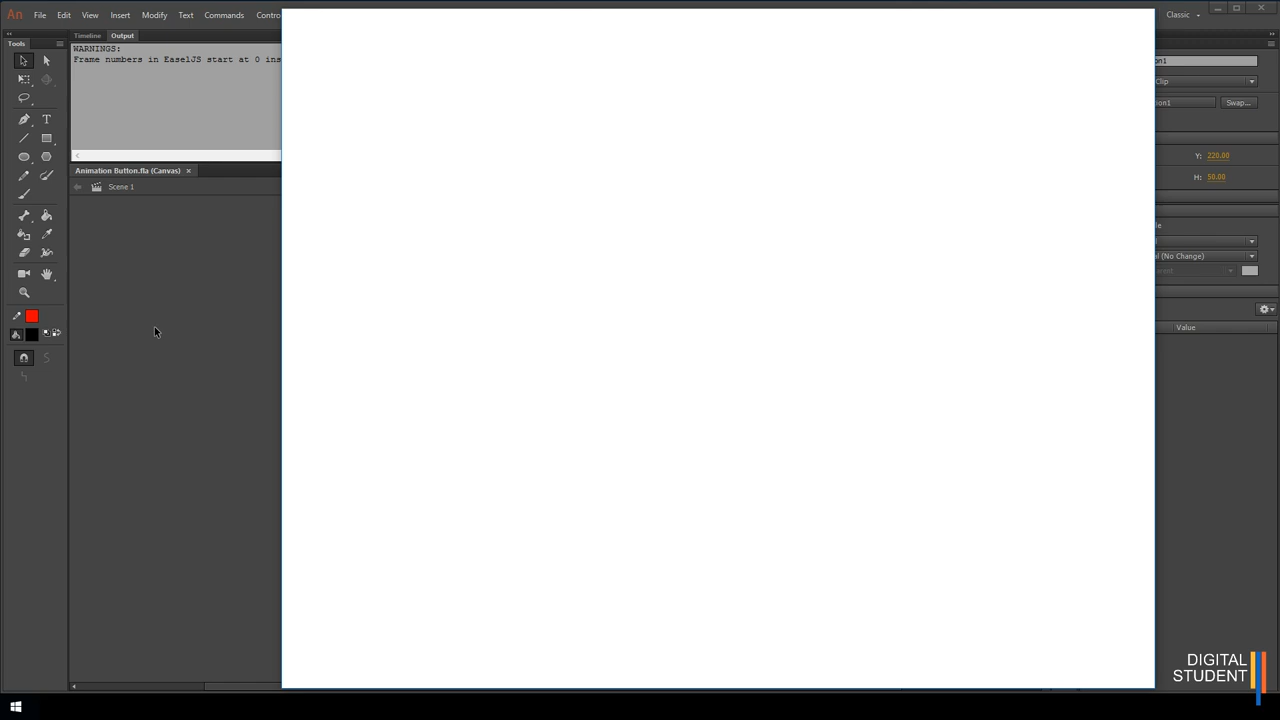 An File Edit View Insert Modify Text Commands Classic
Tools
Timeline Output
WARNINGS:
Frame numbers in EaselJS start at 0
Swap...
Animation Button.fla (Canvas) ×
Y: 220.00
Scene 1
H: 50.00
(No Change)
Value
DIGITAL
STUDENT